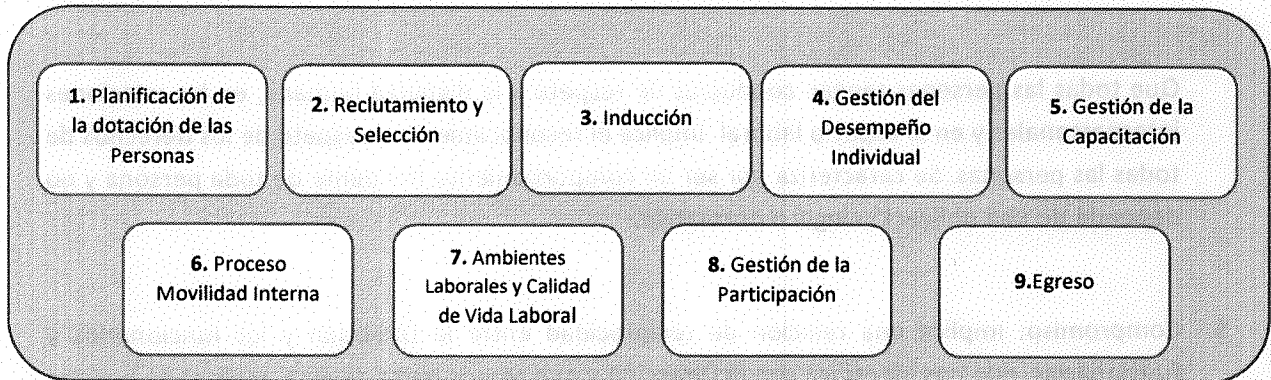 1. Planificación de
la dotación de las
Personas
2. Reclutamiento y
Selección
3. Inducción
4. Gestión del
Desempeño
Individual
5. Gestión de la
Capacitación
6. Proceso
Movilidad Interna
7. Ambientes
Laborales y Calidad
de Vida Laboral
8. Gestión de la
Participación
9.Egreso